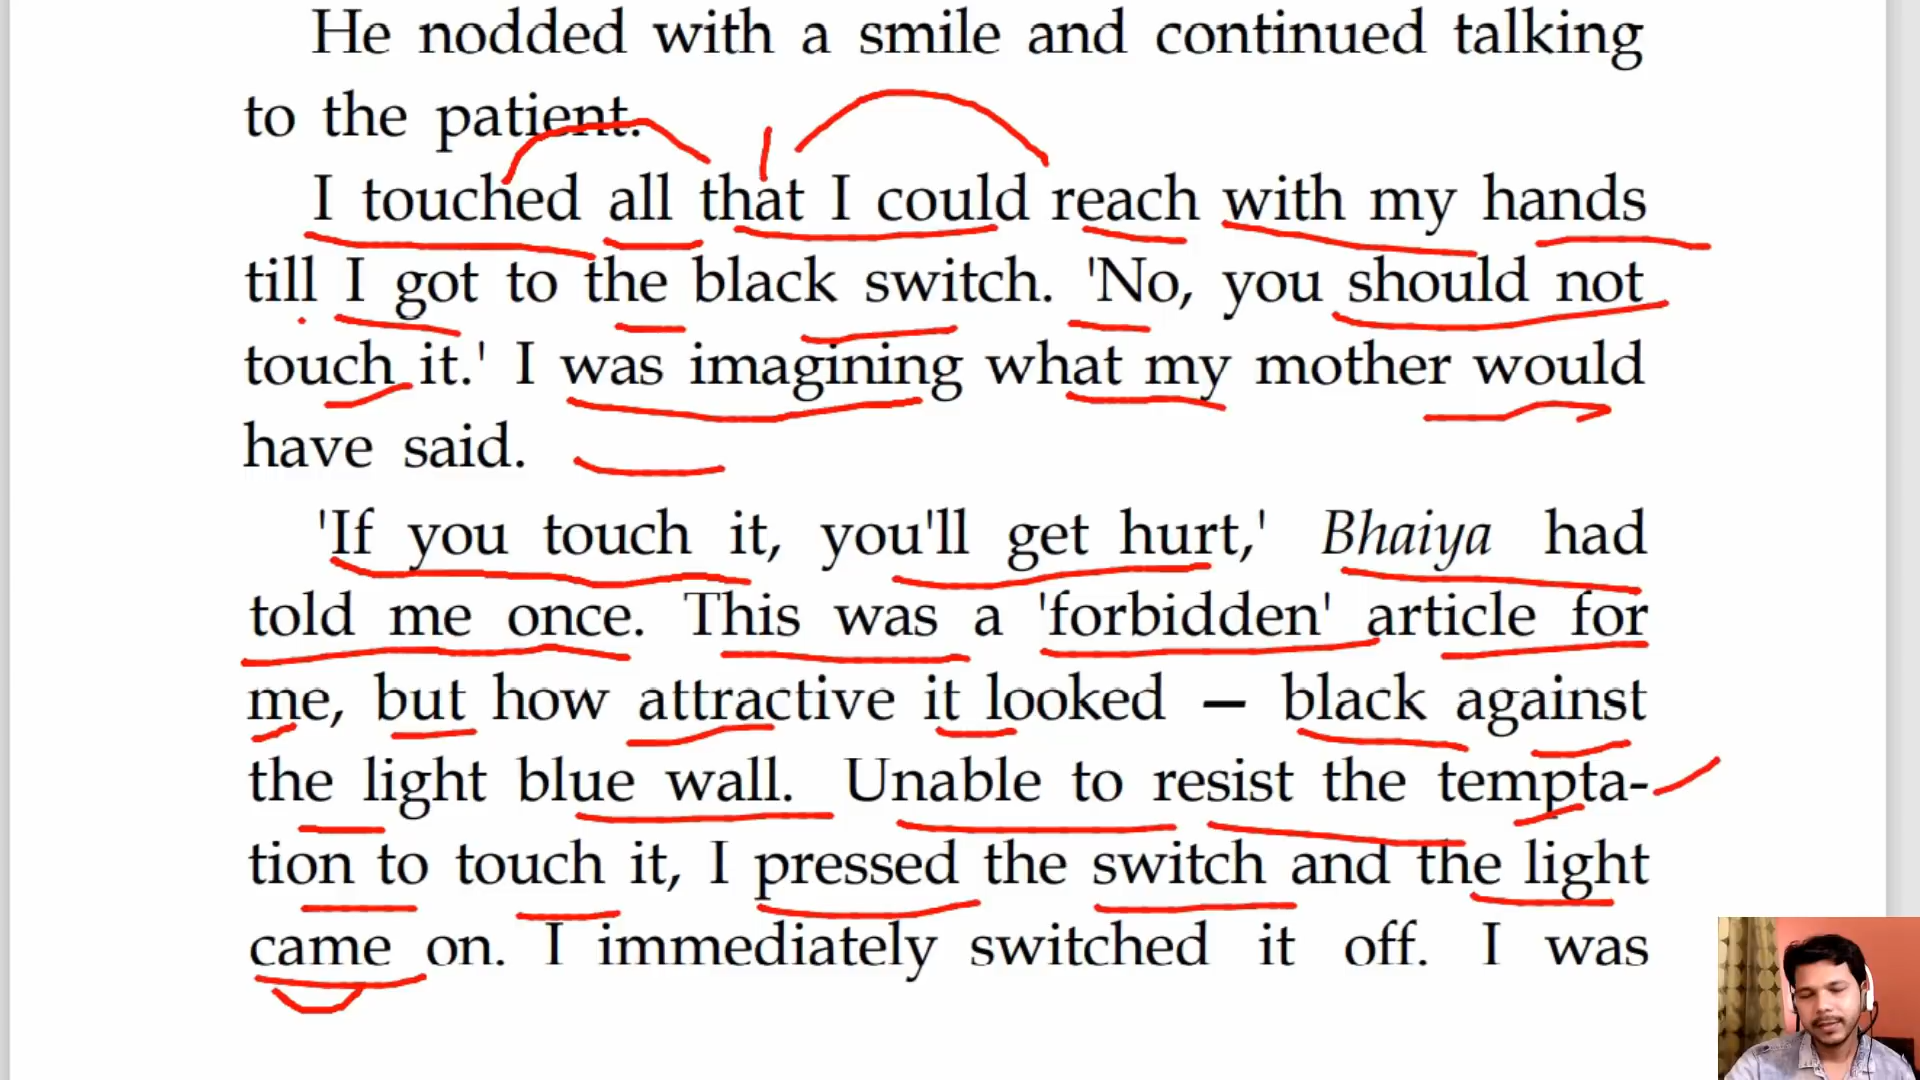 He nodded with a smile and continued talking
to the patient.
I touched all that I could reach with my hands
till I got to the black switch. 'No, you should not
touch it.' I was imagining what my mother would
have said.
'If you touch it, you'll get hurt,' Bhaiya had
told me once. This was a 'forbidden' article for
me, but how attractive it looked — black against
the light blue wall. Unable to resist the tempta-
tion to touch it, I pressed the switch and the light
came on. I immediately switched it off. I was